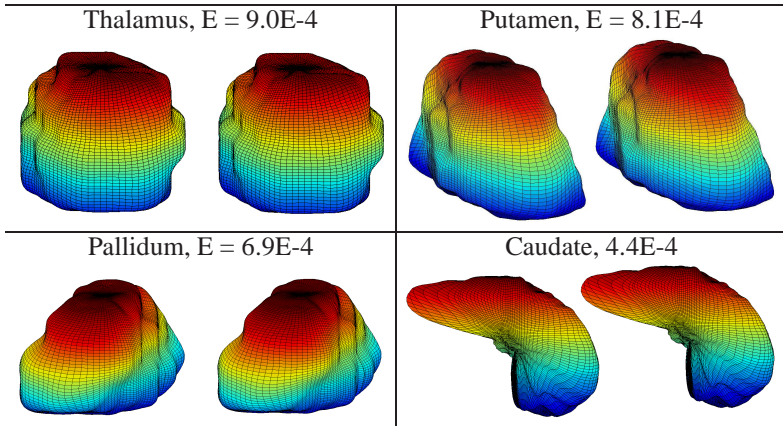 Thalamus, E = 9.0E-4
Putamen, E = 8.1E-4
Pallidum, E = 6.9E-4
Caudate, 4.4E-4